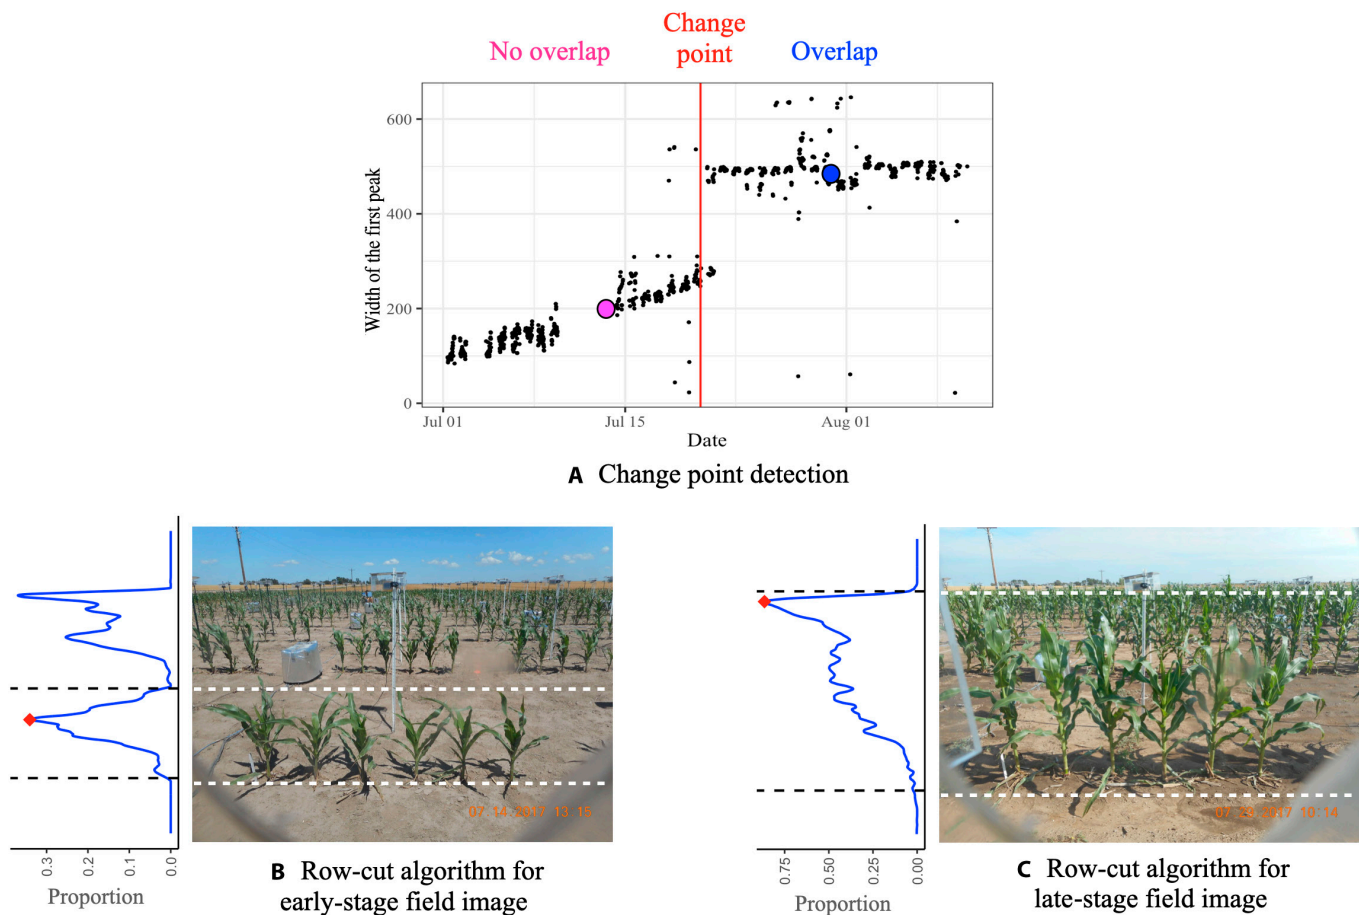 Change
No overlap point Overlap
600
400
200
0
Width of the first peak
Jul 01 Jul 15 Aug 01
Date
A Change point detection
07 14 2017 13:15
0.3 0.2 0.1 0.0
Proportion
B Row-cut algorithm for
early-stage field image
07 29 2017 10:14
0.75 0.50 0.25 0.00
Proportion
C Row-cut algorithm for
late-stage field image